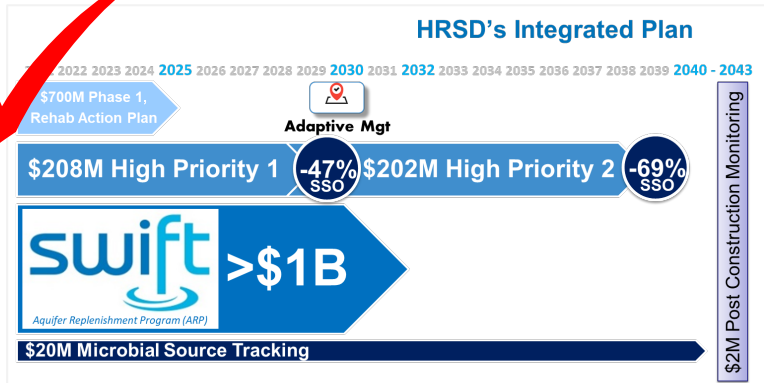 HRSD's Integrated Plan
2022 2023 2024 2025 2026 2027 2028 2029 2030 2031 2032 2033 2034 2035 2036 2037 2038 2039 2040 - 2043
$700M Phase 1,
Rehab Action Plan
Adaptive Mgt
$208M High Priority 1
-47%
SSO
$202M High Priority 2
-69%
SSO
swift
Aquifer Replenishment Program (ARP)
>$1B
$20M Microbial Source Tracking
$2M Post Construction Monitoring